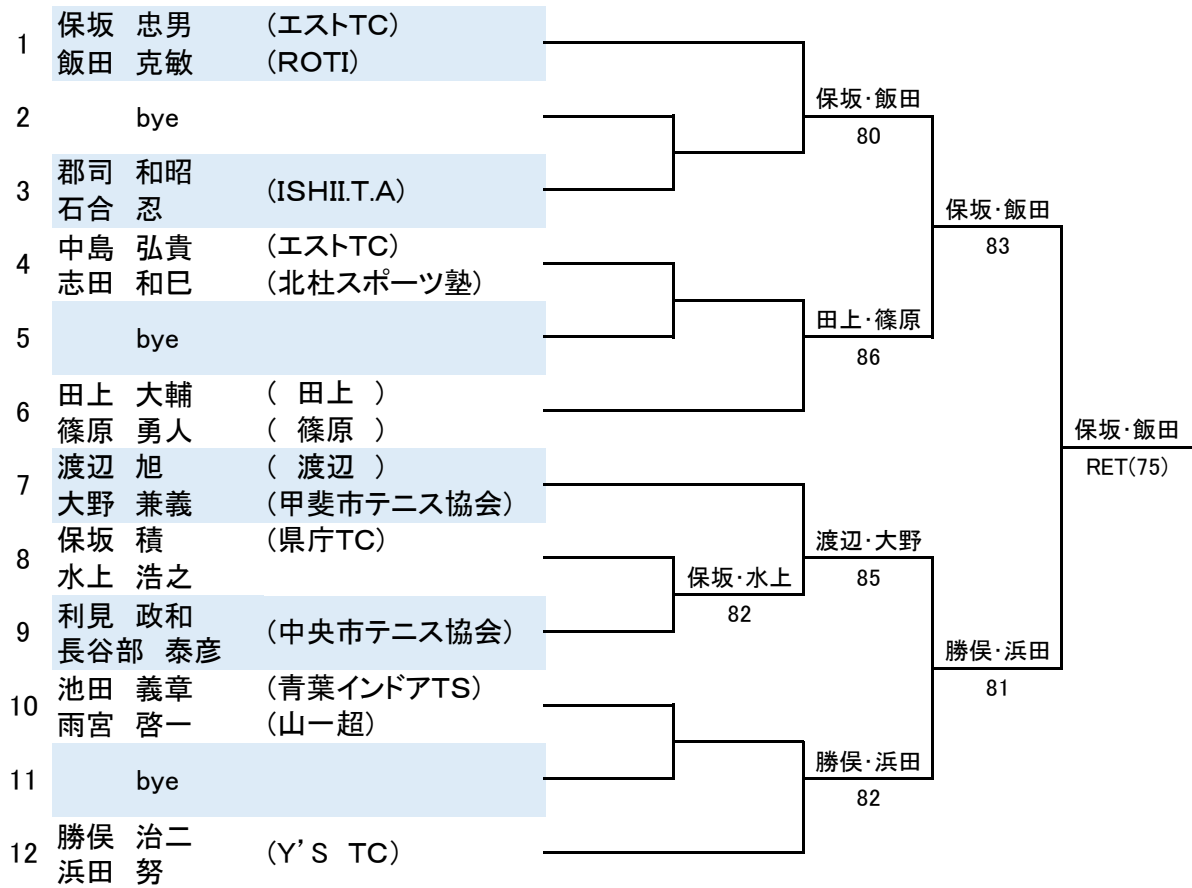 1 保坂 忠男 (エストTC)
飯田 克敏 (ROTI)
2 bye
3 郡司 和昭 (ISHII.T.A)
石合 忍
4 中島 弘貴 (エストTC)
志田 和巳 (北杜スポーツ塾)
5 bye
6 田上 大輔 ( 田上 )
篠原 勇人 ( 篠原 )
7 渡辺 旭 ( 渡辺 )
大野 兼義 (甲斐市テニス協会)
8 保坂 積 (県庁TC)
水上 浩之
9 利見 政和 (中央市テニス協会)
長谷部 泰彦
10 池田 義章 (青葉インドアTS)
雨宮 啓一 (山一超)
11 bye
12 勝俣 治二 (Y'S TC)
浜田 努
保坂・水上
82
保坂・飯田
80
田上・篠原
86
渡辺・大野
85
勝俣・浜田
82
保坂・飯田
83
勝俣・浜田
81
保坂・飯田
RET(75)